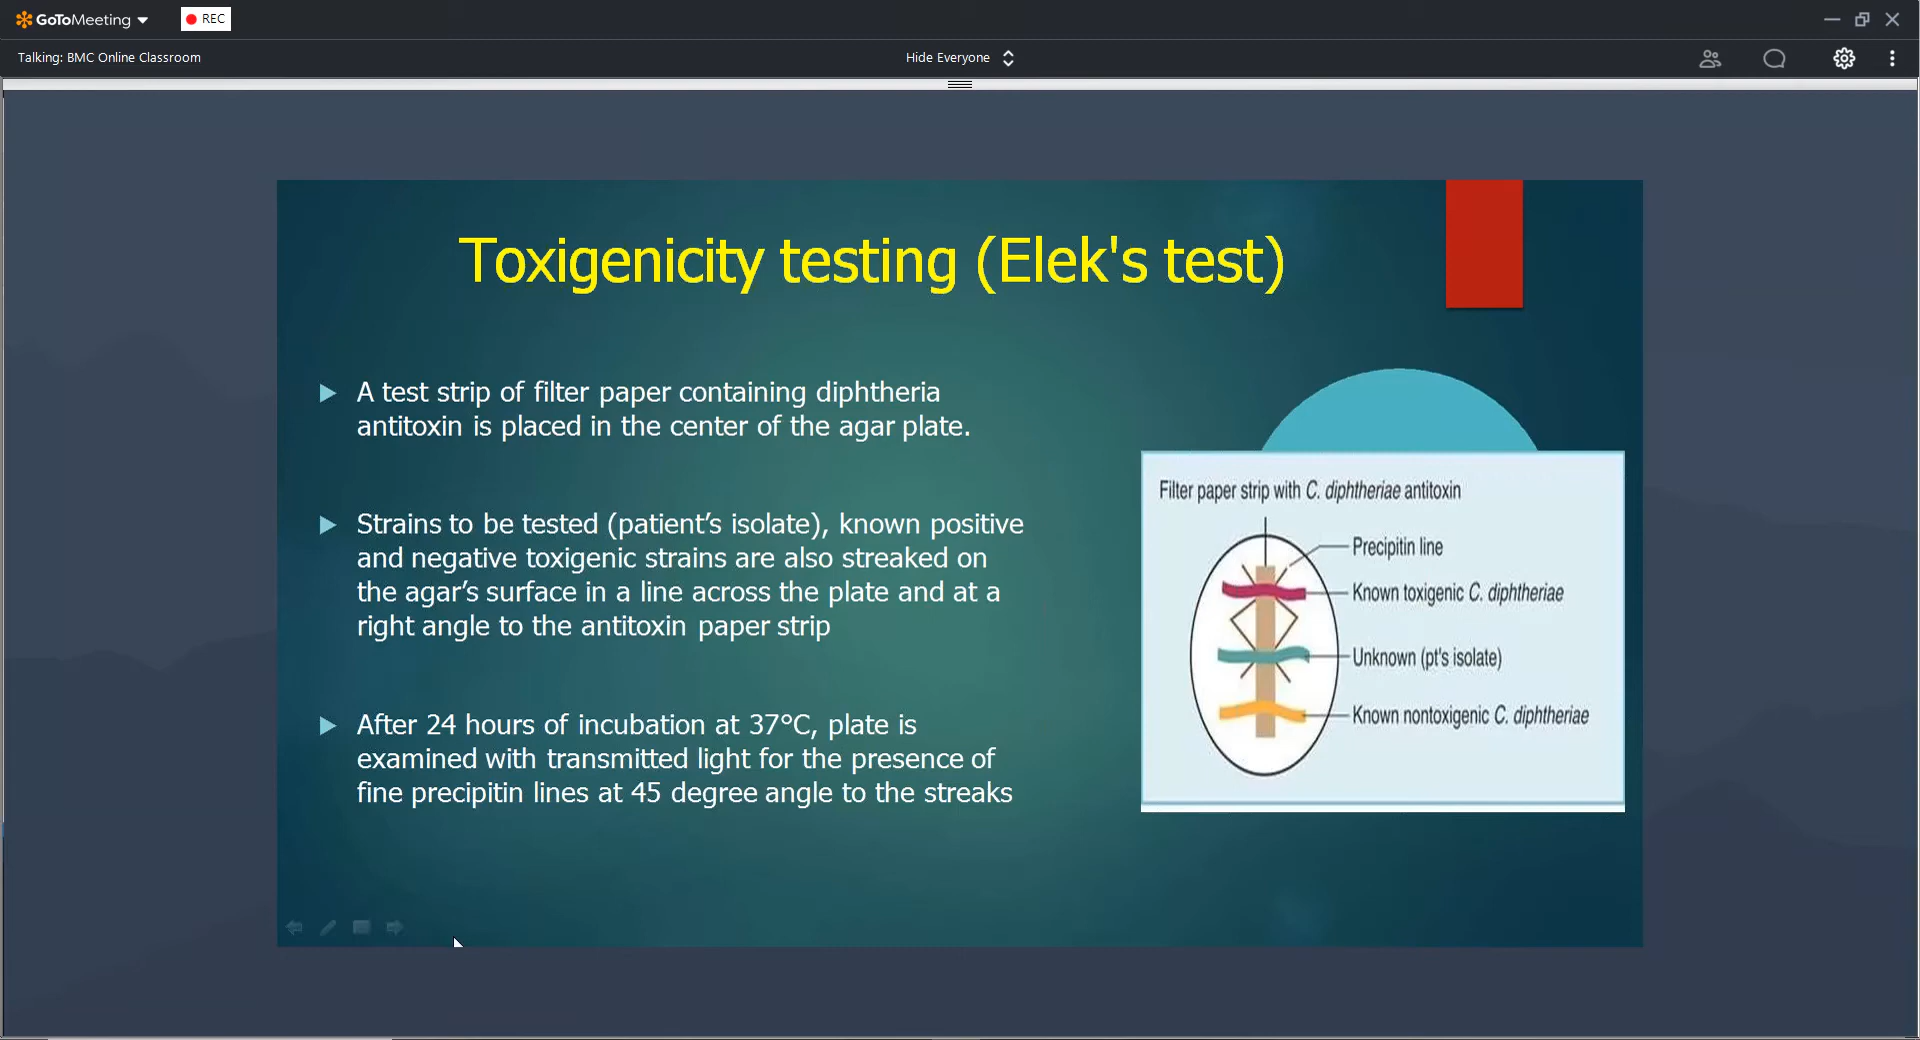 GoToMeeting
REC
Talking: BMC Online Classroom
Hide Everyone
Toxigenicity testing (Elek's test)
A test strip of filter paper containing diphtheria
antitoxin is placed in the center of the agar plate.
Strains to be tested (patient’s isolate), known positive
and negative toxigenic strains are also streaked on
the agar’s surface in a line across the plate and at a
right angle to the antitoxin paper strip
After 24 hours of incubation at 37°C, plate is
examined with transmitted light for the presence of
fine precipitin lines at 45 degree angle to the streaks
Filter paper strip with C. diphtheriae antitoxin
Precipitin line
Known toxigenic C. diphtheriae
Unknown (pt's isolate)
Known nontoxigenic C. diphtheriae